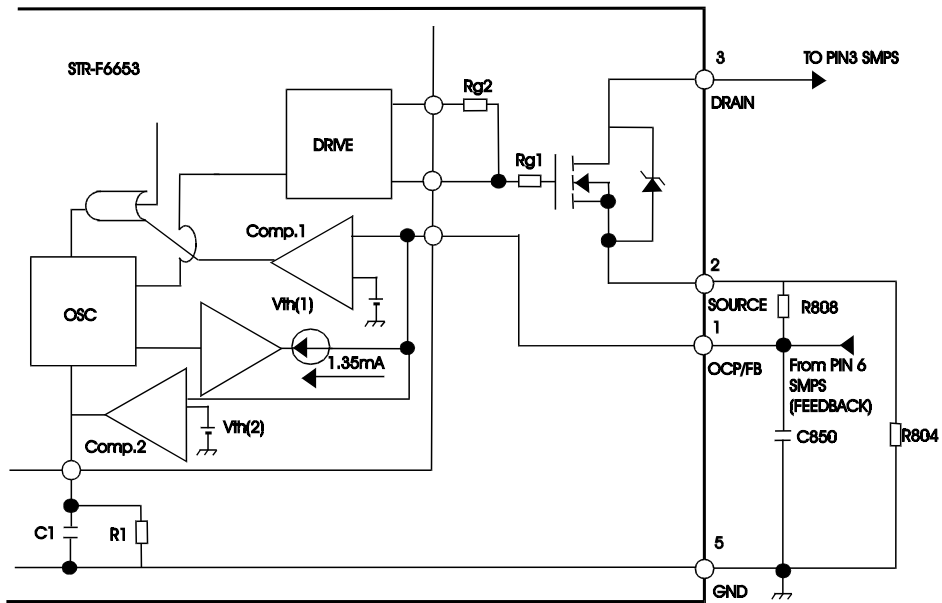 STR-F6653
3
TO PIN3 SMPS
DRAIN
Rg2
DRIVE
Rg1
Comp.1
2
SOURCE
R808
Vth(1)
OSC
1
OCP/FB
1.35mA
From PIN 6
SMPS
(FEEDBACK)
Vth(2)
Comp.2
C850
R804
C1
R1
5
GND